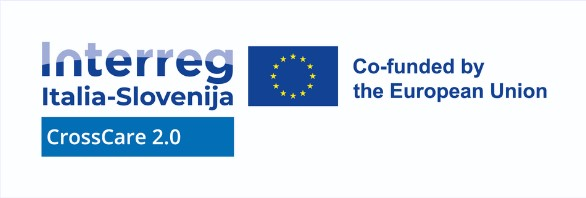 Interreg
Italia-Slovenija
CrossCare 2.0
Co-funded by
the European Union